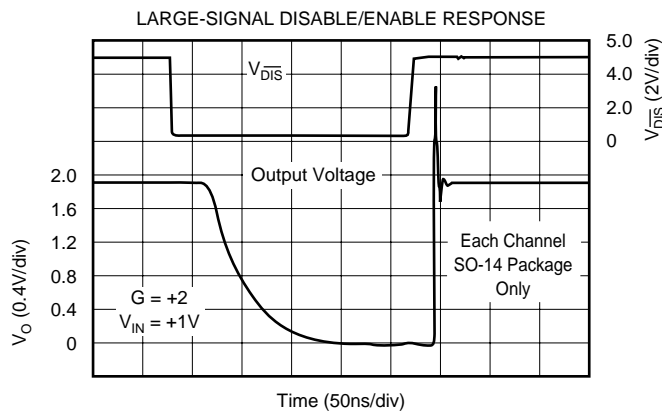 LARGE-SIGNAL DISABLE/ENABLE RESPONSE
V_DIS
Output Voltage
Each Channel
SO-14 Package
Only
G = +2
V_IN = +1V
5.0
4.0
2.0
0
V_DIS (2V/div)
2.0
1.6
1.2
0.8
0.4
0
V_O (0.4V/div)
Time (50ns/div)